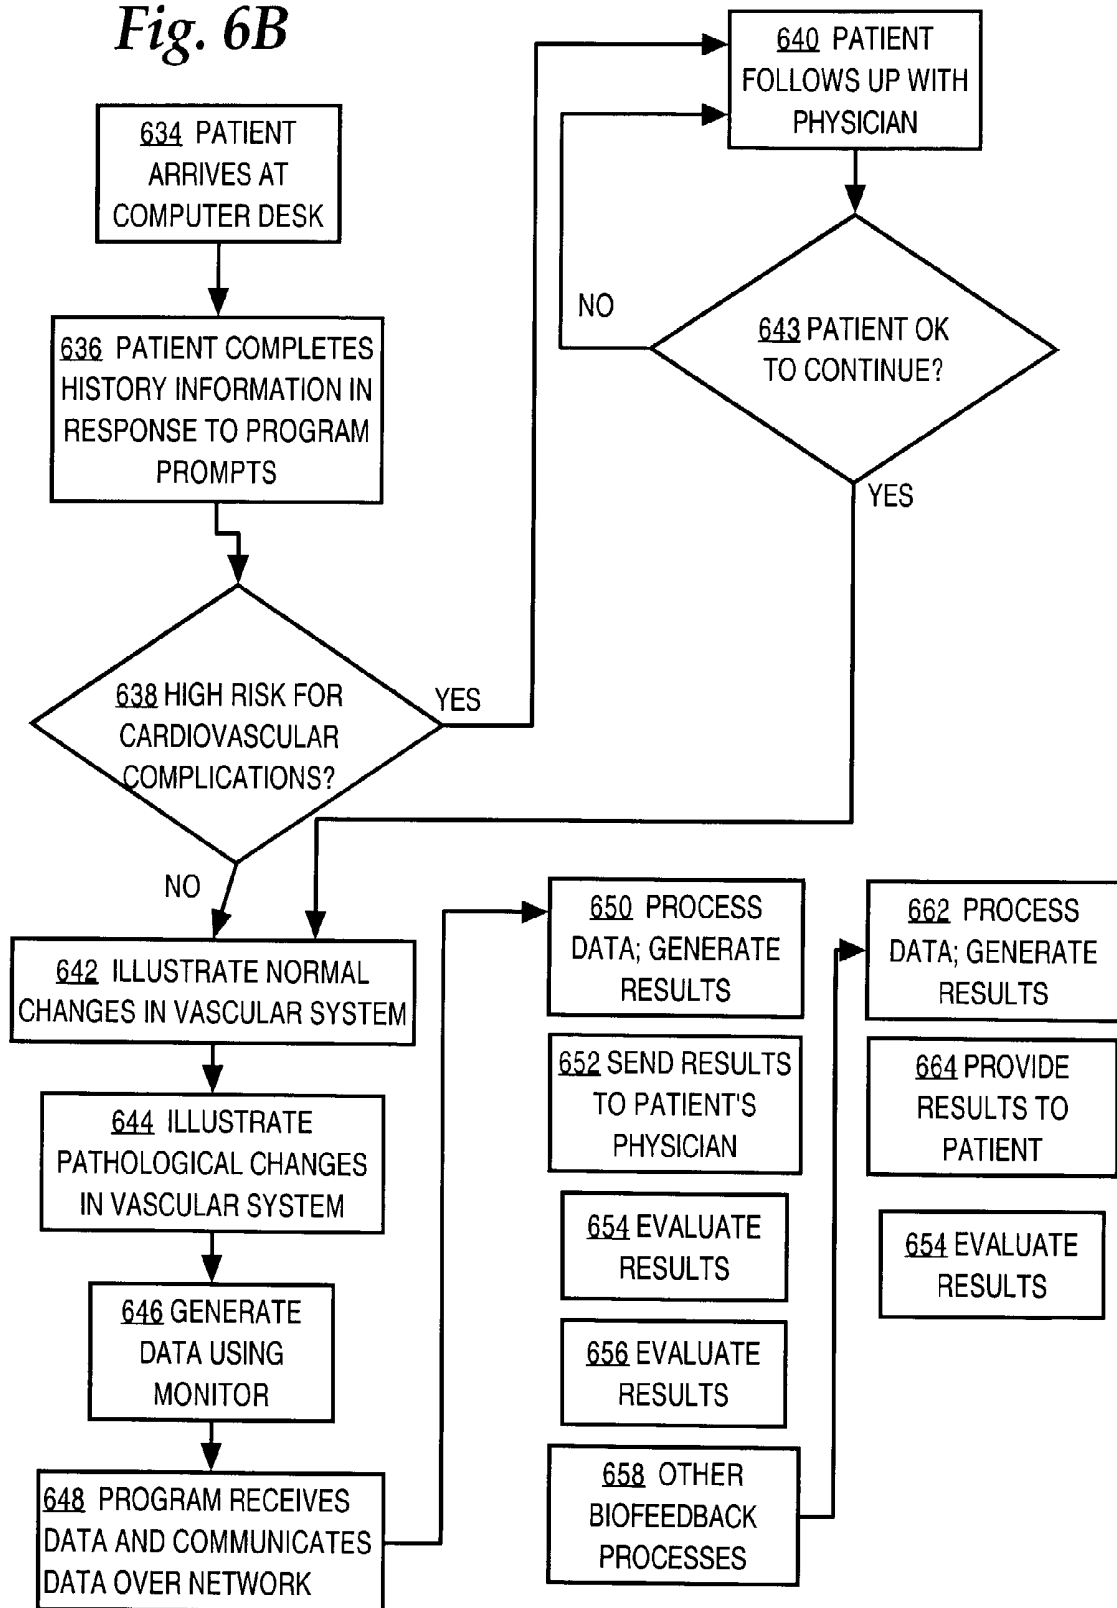 Fig. 6B
634 PATIENT
ARRIVES AT
COMPUTER DESK
636 PATIENT COMPLETES
HISTORY INFORMATION IN
RESPONSE TO PROGRAM
PROMPTS
638 HIGH RISK FOR
CARDIOVASCULAR
COMPLICATIONS?
YES
NO
640 PATIENT
FOLLOWS UP WITH
PHYSICIAN
643 PATIENT OK
TO CONTINUE?
NO
YES
642 ILLUSTRATE NORMAL
CHANGES IN VASCULAR SYSTEM
644 ILLUSTRATE
PATHOLOGICAL CHANGES
IN VASCULAR SYSTEM
646 GENERATE
DATA USING
MONITOR
648 PROGRAM RECEIVES
DATA AND COMMUNICATES
DATA OVER NETWORK
650 PROCESS
DATA; GENERATE
RESULTS
652 SEND RESULTS
TO PATIENT'S
PHYSICIAN
654 EVALUATE
RESULTS
656 EVALUATE
RESULTS
658 OTHER
BIOFEEDBACK
PROCESSES
662 PROCESS
DATA; GENERATE
RESULTS
664 PROVIDE
RESULTS TO
PATIENT
654 EVALUATE
RESULTS